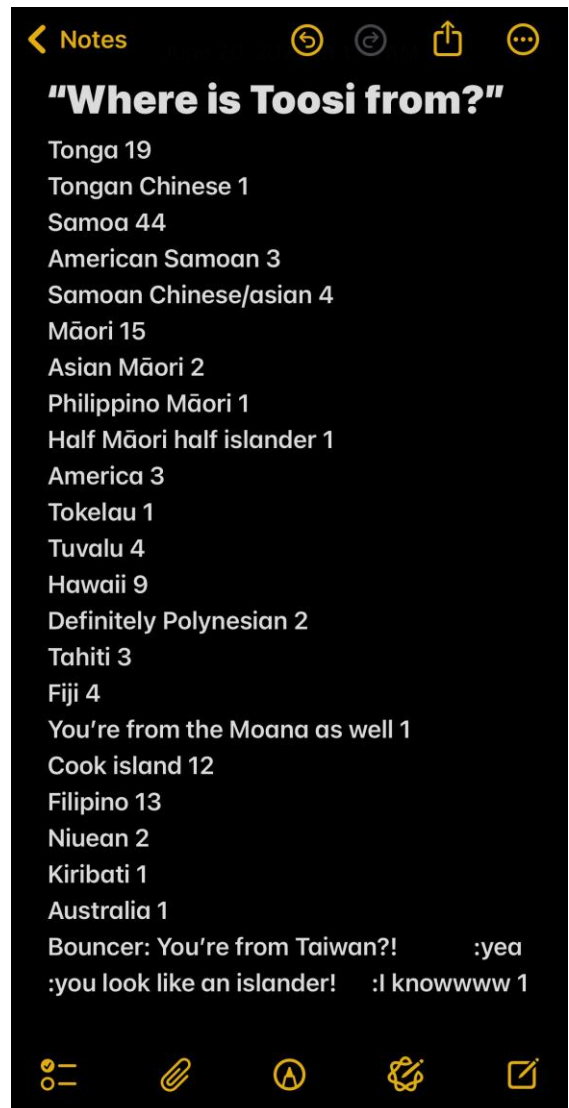 Notes
“Where is Toosi from?”
Tonga 19
Tongan Chinese 1
Samoa 44
American Samoan 3
Samoan Chinese/asian 4
Māori 15
Asian Māori 2
Philippino Māori 1
Half Māori half islander 1
America 3
Tokelau 1
Tuvalu 4
Hawaii 9
Definitely Polynesian 2
Tahiti 3
Fiji 4
You’re from the Moana as well 1
Cook island 12
Filipino 13
Niuean 2
Kiribati 1
Australia 1
Bouncer: You’re from Taiwan?! :yea
:you look like an islander! :I knowwww 1